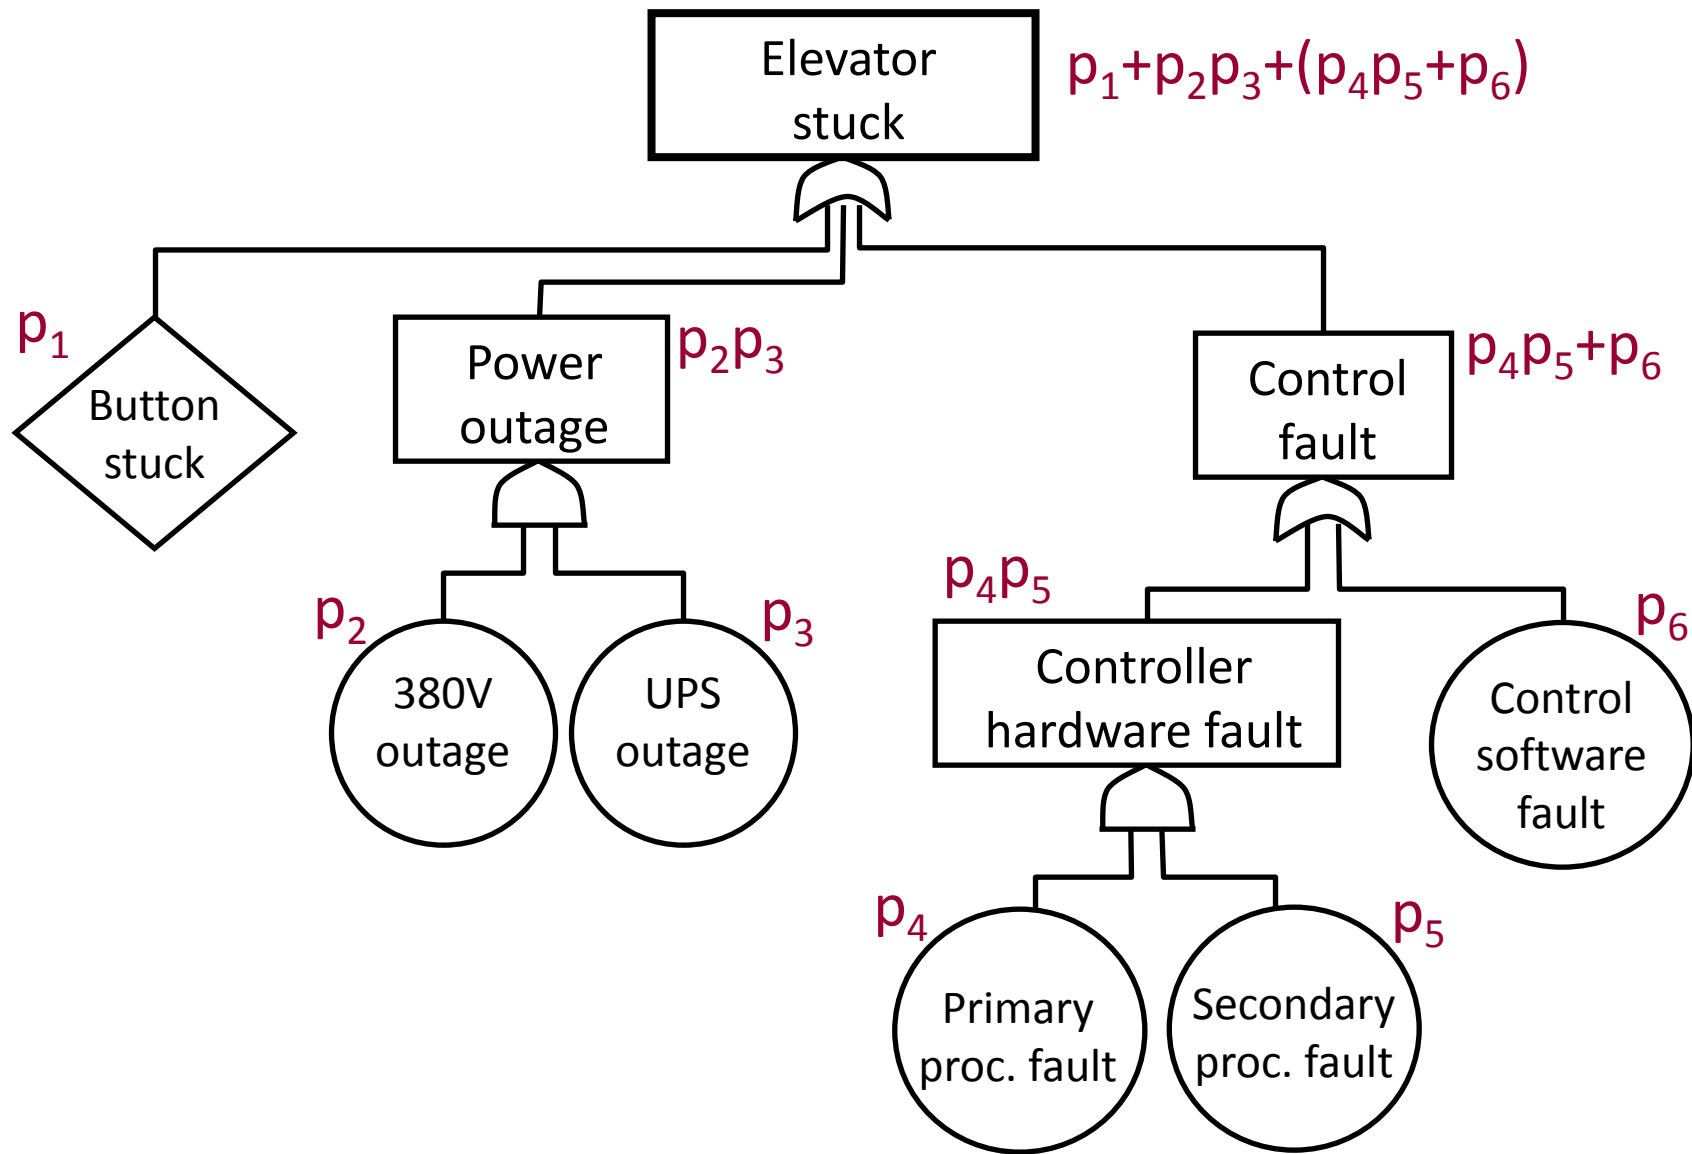 Elevator
stuck
p₁+p₂p₃+(p₄p₅+p₆)
p₁
Button
stuck
Power
outage
p₂p₃
Control
fault
p₄p₅+p₆
p₂
380V
outage
p₃
UPS
outage
p₄p₅
Controller
hardware fault
p₆
Control
software
fault
p₄
Primary
proc. fault
p₅
Secondary
proc. fault